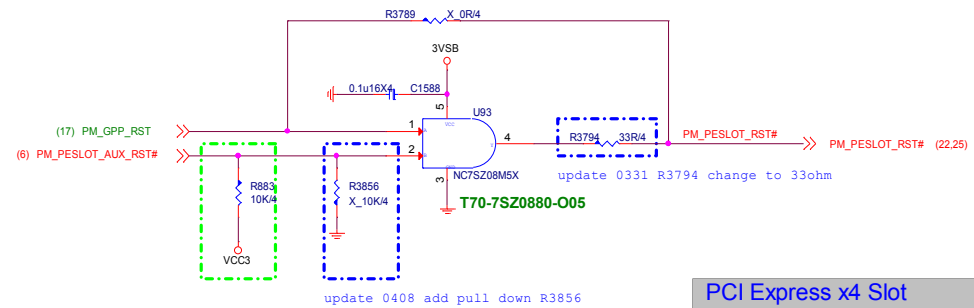 R3789 X_0R/4
3VSB
0.1u16X4 C1588
5
U93
VCC
(17) PM_GPP_RST
1
A
4
R3794 33R/4
PM_PESLOT_RST#
PM_PESLOT_RST# (22,25)
(6) PM_PESLOT_AUX_RST#
2
B
3
NC7SZ08M5X
update 0331 R3794 change to 33ohm
R883
10K/4
R3856
X_10K/4
T70-7SZ0880-O05
VCC3
update 0408 add pull down R3856
PCI Express x4 Slot